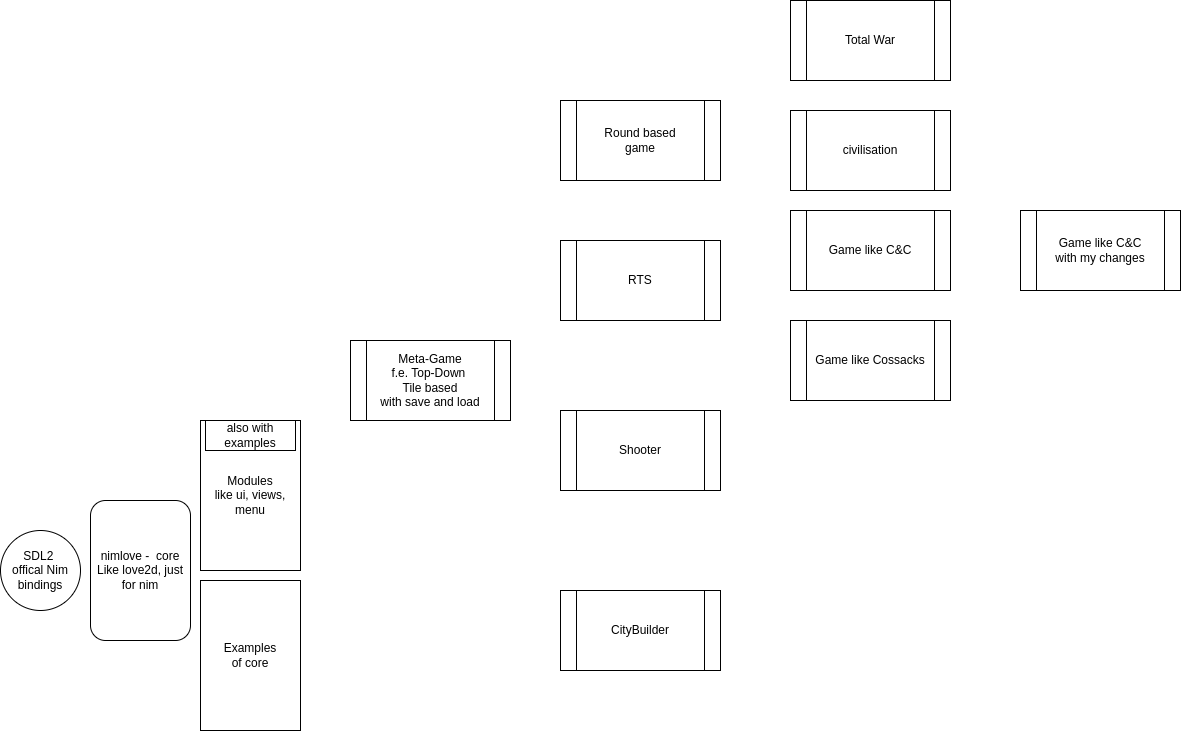 Total War
Round based
game
civilisation
Game like C&C
Game like C&C
with my changes
RTS
Game like Cossacks
Meta-Game
f.e. Top-Down
Tile based
with save and load
Shooter
also with
examples
Modules
like ui, views,
menu
SDL2
offical Nim
bindings
nimlove - core
Like love2d, just
for nim
Examples
of core
CityBuilder